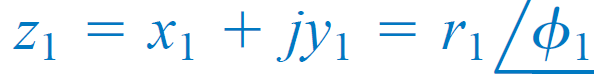 z₁ = x₁ + jy₁ = r₁ /ϕ₁